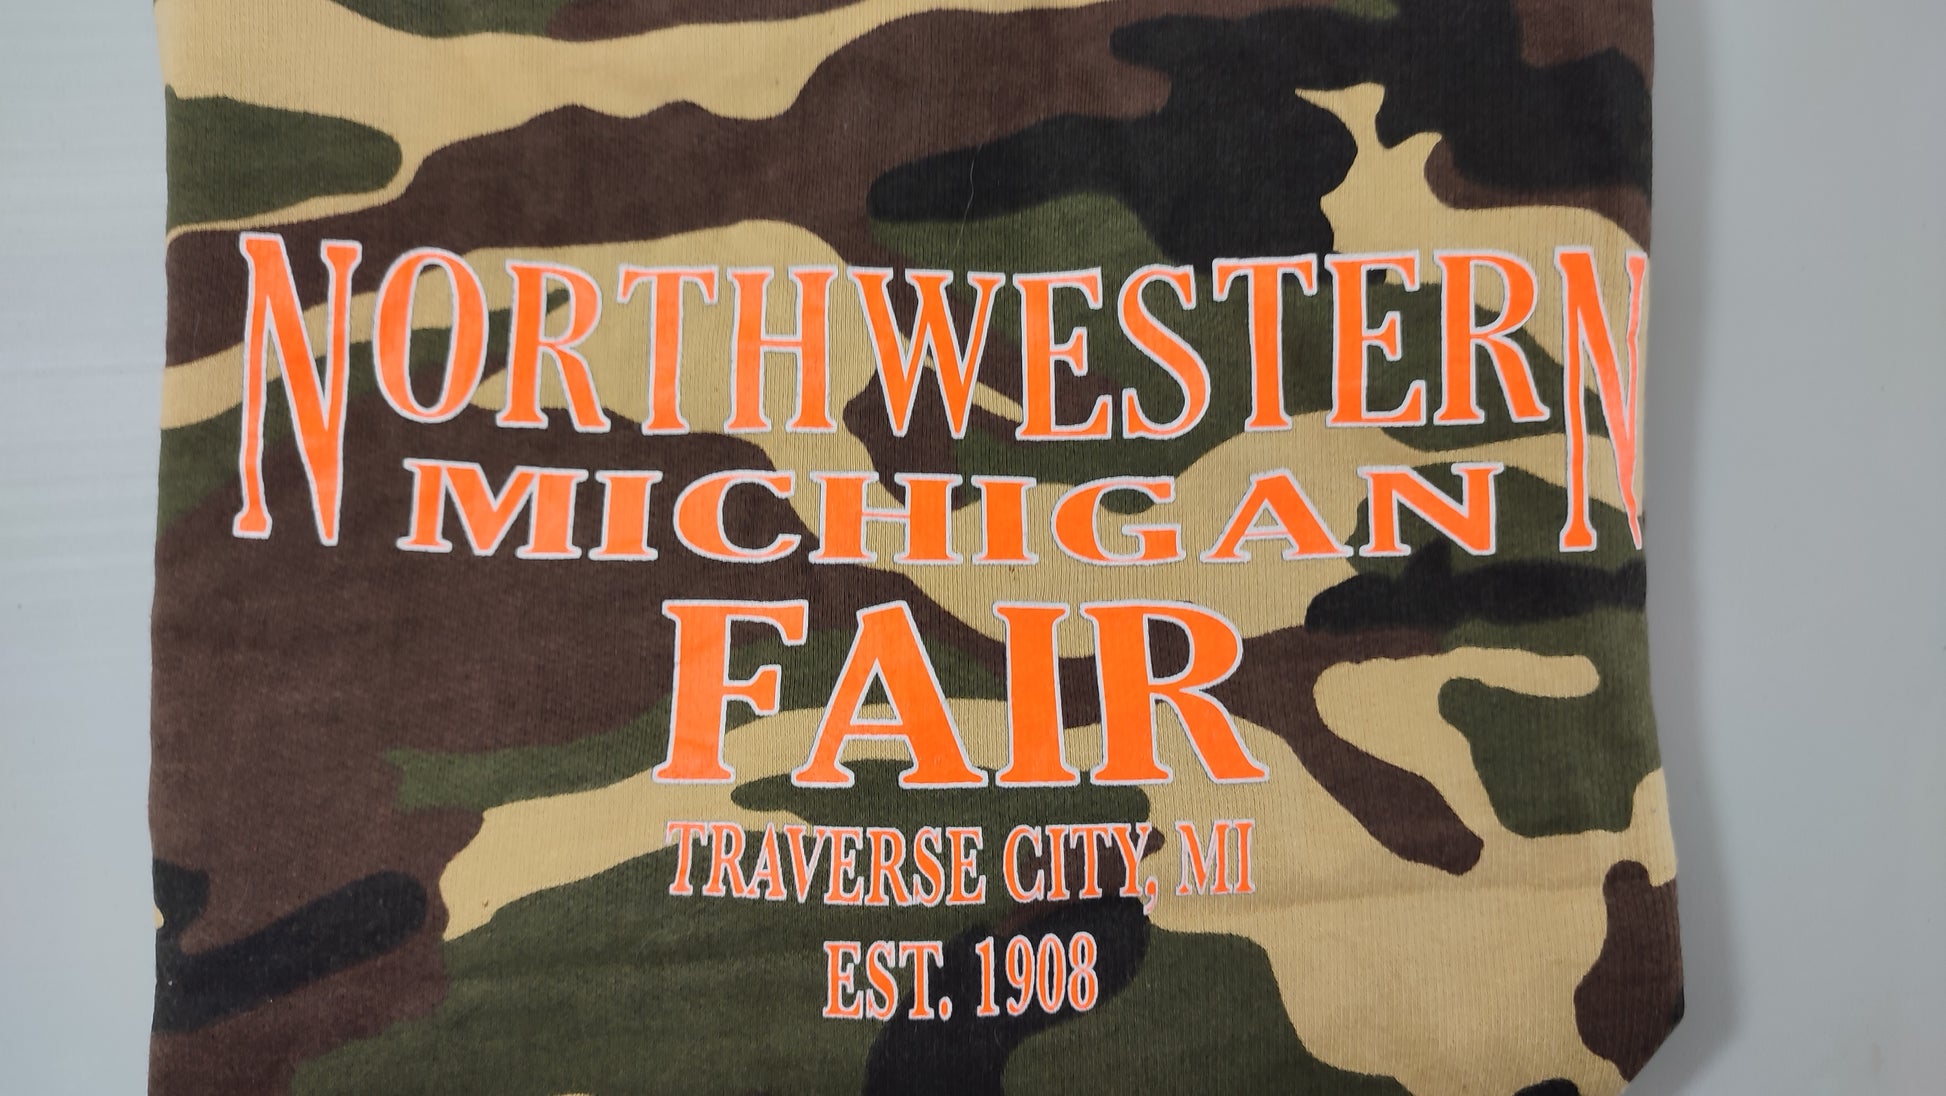 NORTHWESTERN
MICHIGAN
FAIR
TRAVERSE CITY, MI
EST. 1908